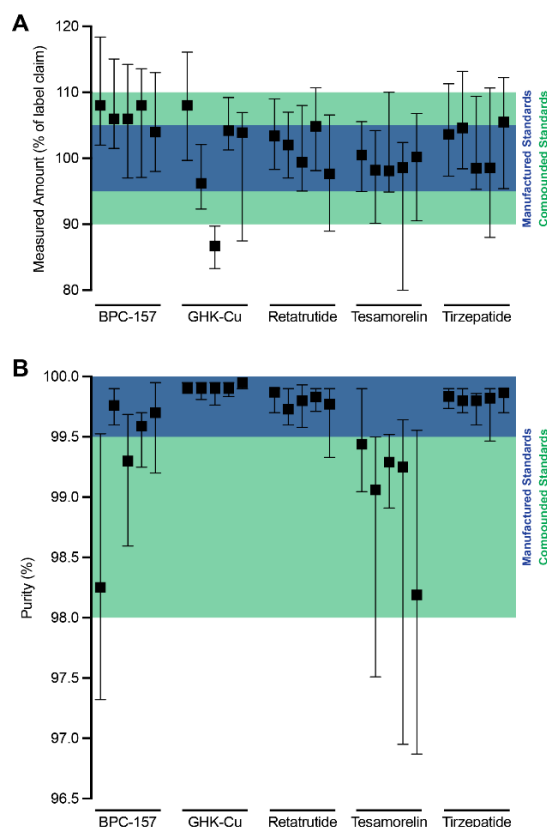 A
120
110
100
90
80
Measured Amount (% of label claim)
Manufactured Standards
Compounded Standards
BPC-157 GHK-Cu Retatrutide Tesamorelin Tirzepatide
B
100.0
99.5
99.0
98.5
98.0
97.5
97.0
96.5
Purity (%)
Manufactured Standards
Compounded Standards
BPC-157 GHK-Cu Retatrutide Tesamorelin Tirzepatide